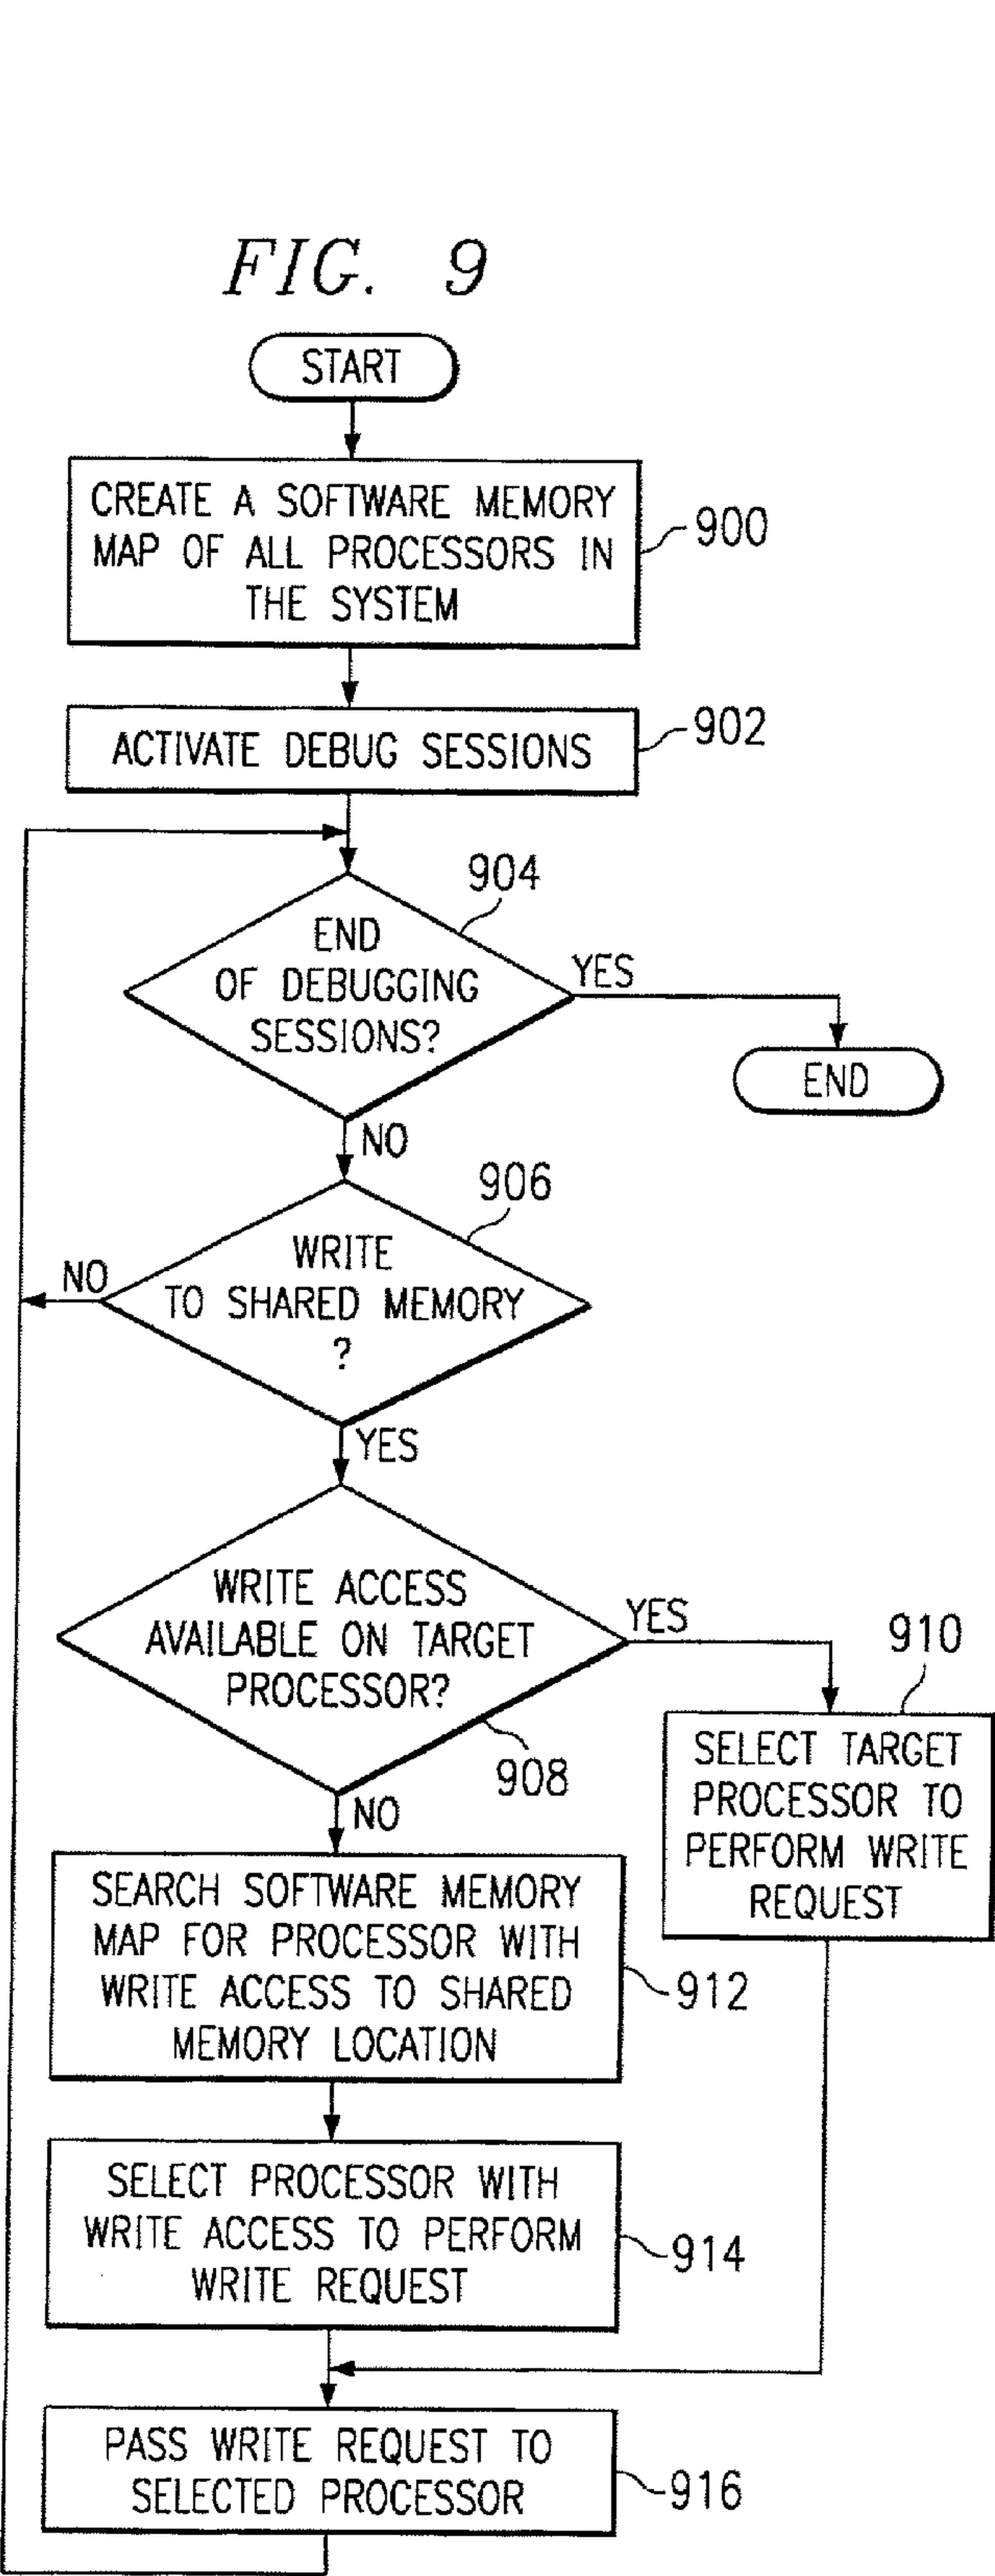 FIG. 9
START
CREATE A SOFTWARE MEMORY
MAP OF ALL PROCESSORS IN
THE SYSTEM
900
ACTIVATE DEBUG SESSIONS
902
904
END
OF DEBUGGING
SESSIONS?
YES
END
NO
906
WRITE
TO SHARED MEMORY
?
NO
YES
WRITE ACCESS
AVAILABLE ON TARGET
PROCESSOR?
YES
908
910
SELECT TARGET
PROCESSOR TO
PERFORM WRITE
REQUEST
NO
SEARCH SOFTWARE MEMORY
MAP FOR PROCESSOR WITH
WRITE ACCESS TO SHARED
MEMORY LOCATION
912
SELECT PROCESSOR WITH
WRITE ACCESS TO PERFORM
WRITE REQUEST
914
PASS WRITE REQUEST TO
SELECTED PROCESSOR
916